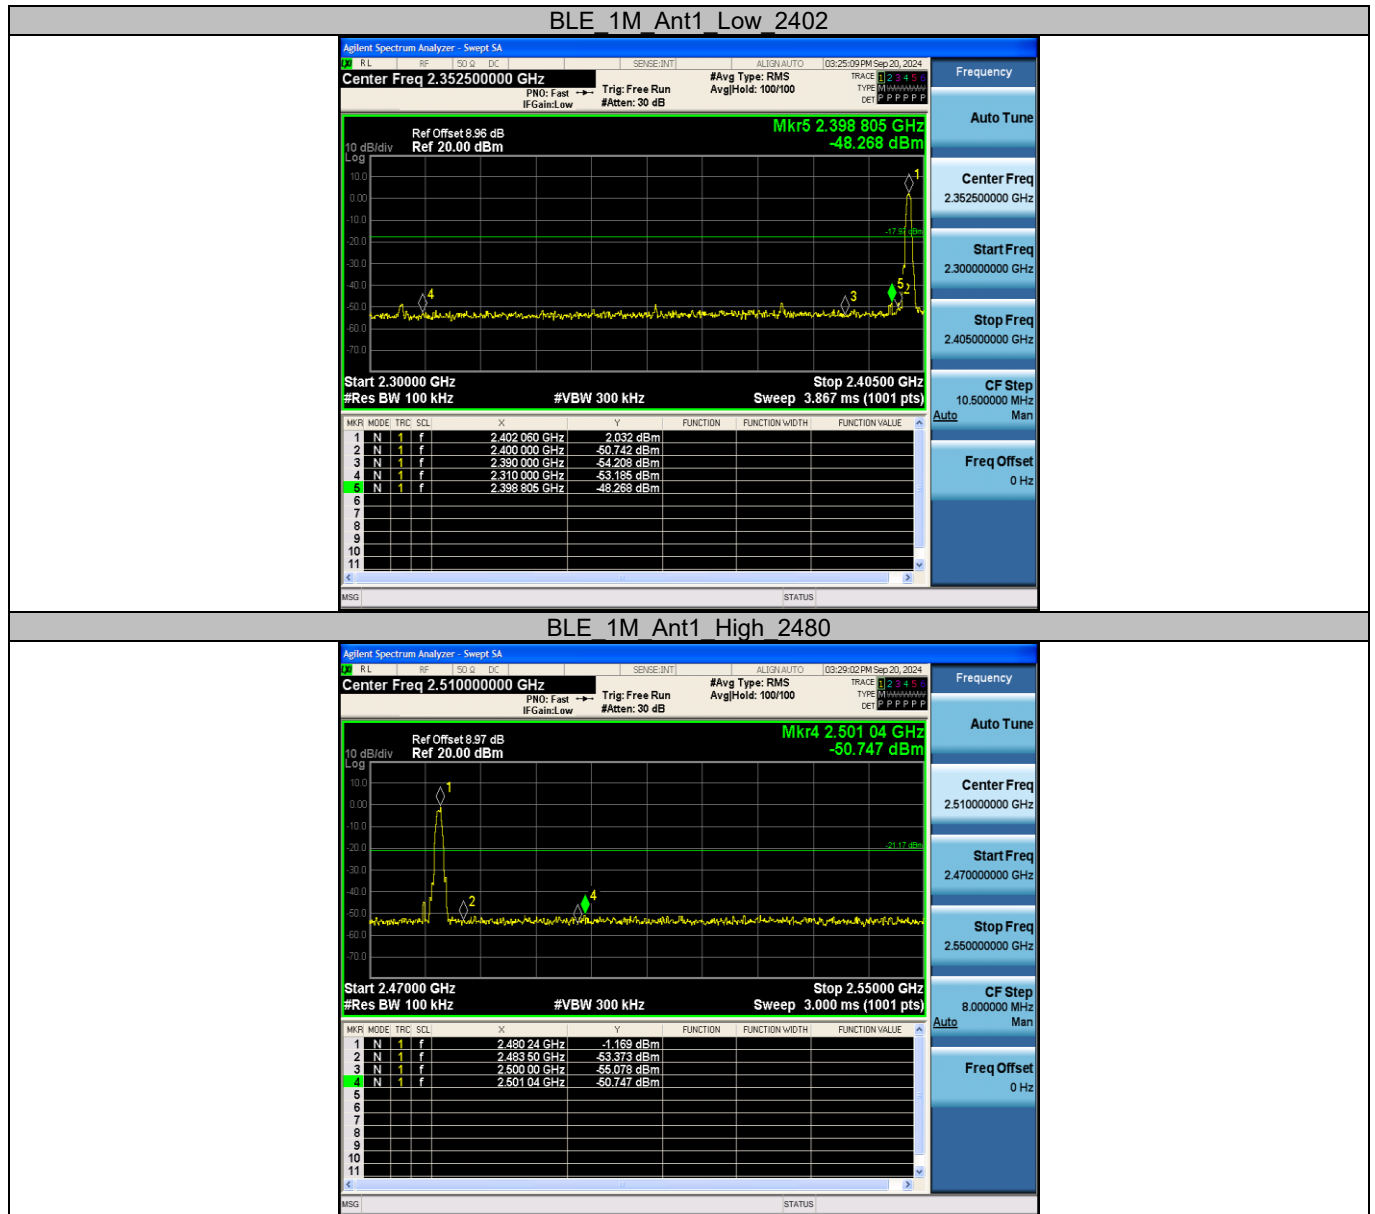 BLE_1M_Ant1_Low_2402
Agilent Spectrum Analyzer - Swept SA
RL RF 50 Ω DC SENSE:INT ALIGN AUTO 03:25:09 PM Sep 20, 2024
Center Freq 2.352500000 GHz #Avg Type: RMS TRACE 1 2 3 4 5 6
PNO: Fast Trig: Free Run Avg|Hold: 100/100 TYPE M
IFGain:Low #Atten: 30 dB DET P P P P P P
Frequency
Auto Tune
Mkr5 2.398 805 GHz
-48.268 dBm
Ref Offset 8.96 dB
10 dB/div Ref 20.00 dBm
Log
10.0
0.00
-10.0
-20.0
-30.0
-40.0
-50.0
-60.0
-70.0
-17.97 dBm
1
4
3
5
2
Start 2.30000 GHz Stop 2.40500 GHz
#Res BW 100 kHz #VBW 300 kHz Sweep 3.867 ms (1001 pts)
Center Freq
2.352500000 GHz
Start Freq
2.300000000 GHz
Stop Freq
2.405000000 GHz
CF Step
10.500000 MHz
Auto Man
Freq Offset
0 Hz
MKR MODE TRC SCL X Y FUNCTION FUNCTION WIDTH FUNCTION VALUE
1 N 1 f 2.402 060 GHz 2.032 dBm
2 N 1 f 2.400 000 GHz -50.742 dBm
3 N 1 f 2.390 000 GHz -54.208 dBm
4 N 1 f 2.310 000 GHz -53.185 dBm
5 N 1 f 2.398 805 GHz -48.268 dBm
6
7
8
9
10
11
MSG STATUS
BLE_1M_Ant1_High_2480
Agilent Spectrum Analyzer - Swept SA
RL RF 50 Ω DC SENSE:INT ALIGN AUTO 03:29:02 PM Sep 20, 2024
Center Freq 2.510000000 GHz #Avg Type: RMS TRACE 1 2 3 4 5 6
PNO: Fast Trig: Free Run Avg|Hold: 100/100 TYPE M
IFGain:Low #Atten: 30 dB DET P P P P P P
Frequency
Auto Tune
Mkr4 2.501 04 GHz
-50.747 dBm
Ref Offset 8.97 dB
10 dB/div Ref 20.00 dBm
Log
10.0
0.00
-10.0
-20.0
-30.0
-40.0
-50.0
-60.0
-70.0
-21.17 dBm
1
2
4
Start 2.47000 GHz Stop 2.55000 GHz
#Res BW 100 kHz #VBW 300 kHz Sweep 3.000 ms (1001 pts)
Center Freq
2.510000000 GHz
Start Freq
2.470000000 GHz
Stop Freq
2.550000000 GHz
CF Step
8.000000 MHz
Auto Man
Freq Offset
0 Hz
MKR MODE TRC SCL X Y FUNCTION FUNCTION WIDTH FUNCTION VALUE
1 N 1 f 2.480 24 GHz -1.169 dBm
2 N 1 f 2.483 50 GHz -53.373 dBm
3 N 1 f 2.500 00 GHz -55.078 dBm
4 N 1 f 2.501 04 GHz -50.747 dBm
5
6
7
8
9
10
11
MSG STATUS